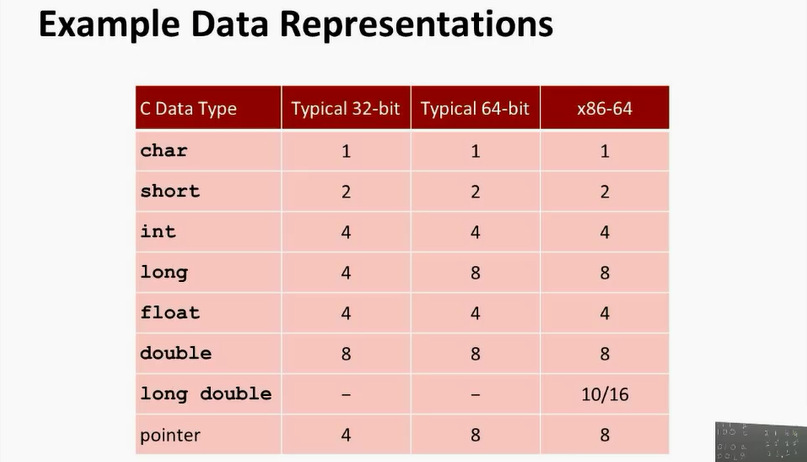 Example Data Representations
C Data Type Typical 32-bit Typical 64-bit x86-64
char 1 1 1
short 2 2 2
int 4 4 4
long 4 8 8
float 4 4 4
double 8 8 8
long double – – 10/16
pointer 4 8 8